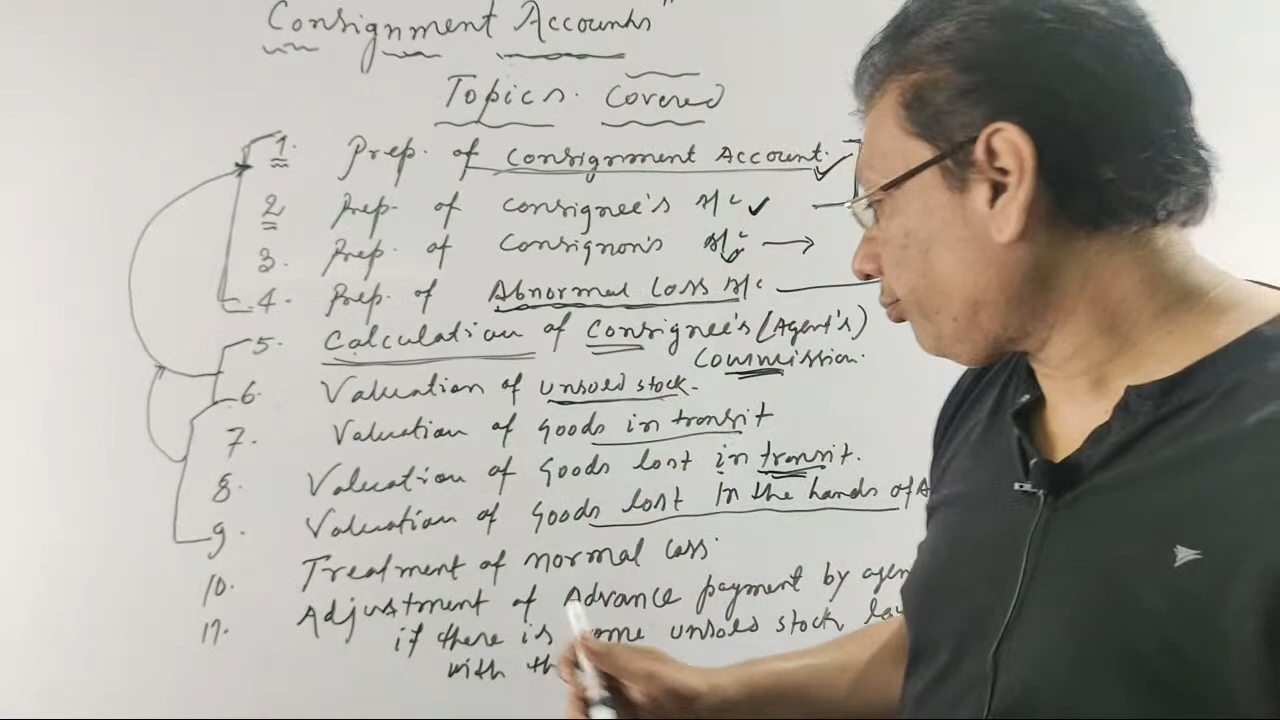 Consignment Accounts"
Topics Covered
1. Prep. of Consignment Account.
2 Prep. of consignee's A/c
3. Prep. of Consignor's A/c
4. Prep. of Abnormal Loss A/c
5. Calculation of Consignee's (Agent's)
Commission.
6. Valuation of unsold stock.
7. Valuation of Goods in transit
8. Valuation of Goods lost in transit.
9. Valuation of Goods lost In the hands of
10. Treatment of normal loss.
11. Adjustment of Advance payment by
if there is some unsold stock
with